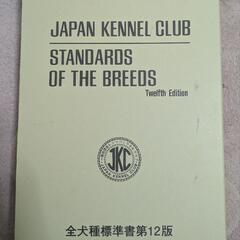 JAPAN KENNEL CLUB
STANDARDS
OF THE BREEDS
Twelfth Edition
JKC
全犬種標準書第12版